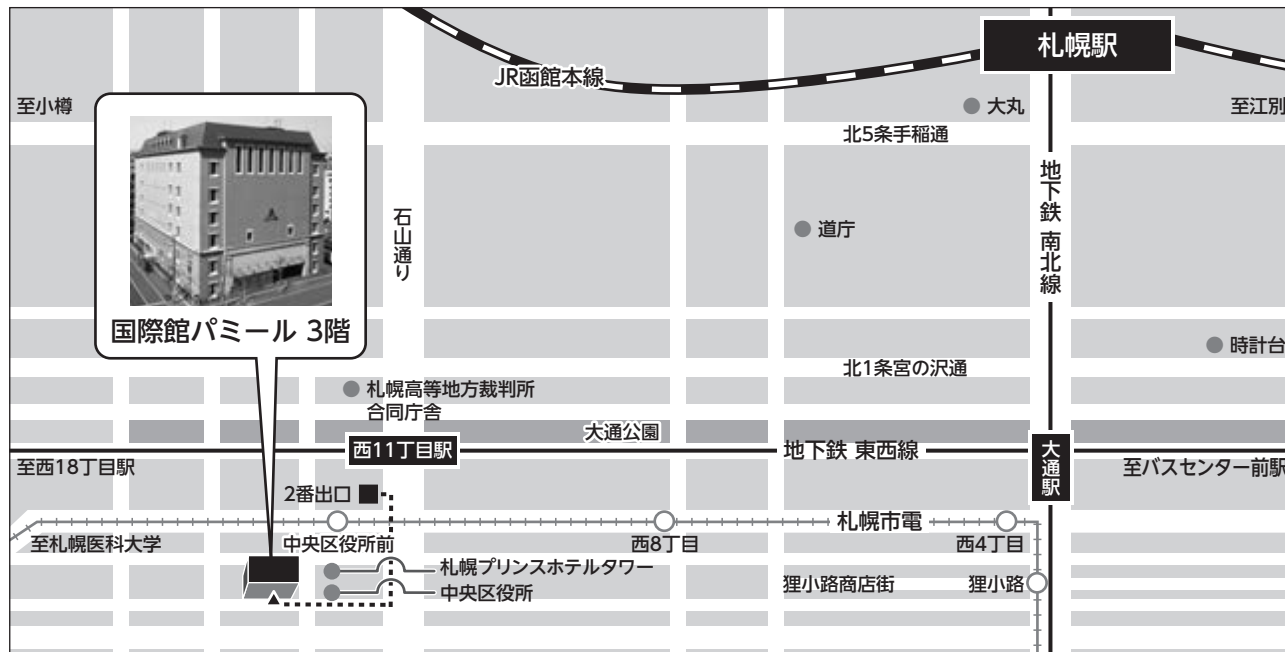 札幌駅
JR函館本線
至小樽
大丸
至江別
北5条手稲通
地下鉄 南北線
石山通り
道庁
国際館パミール 3階
時計台
北1条宮の沢通
札幌高等地方裁判所
合同庁舎
大通公園
西11丁目駅
地下鉄 東西線
大通駅
至西18丁目駅
至バスセンター前駅
2番出口
札幌市電
至札幌医科大学
中央区役所前
西8丁目
西4丁目
札幌プリンスホテルタワー
中央区役所
狸小路商店街
狸小路